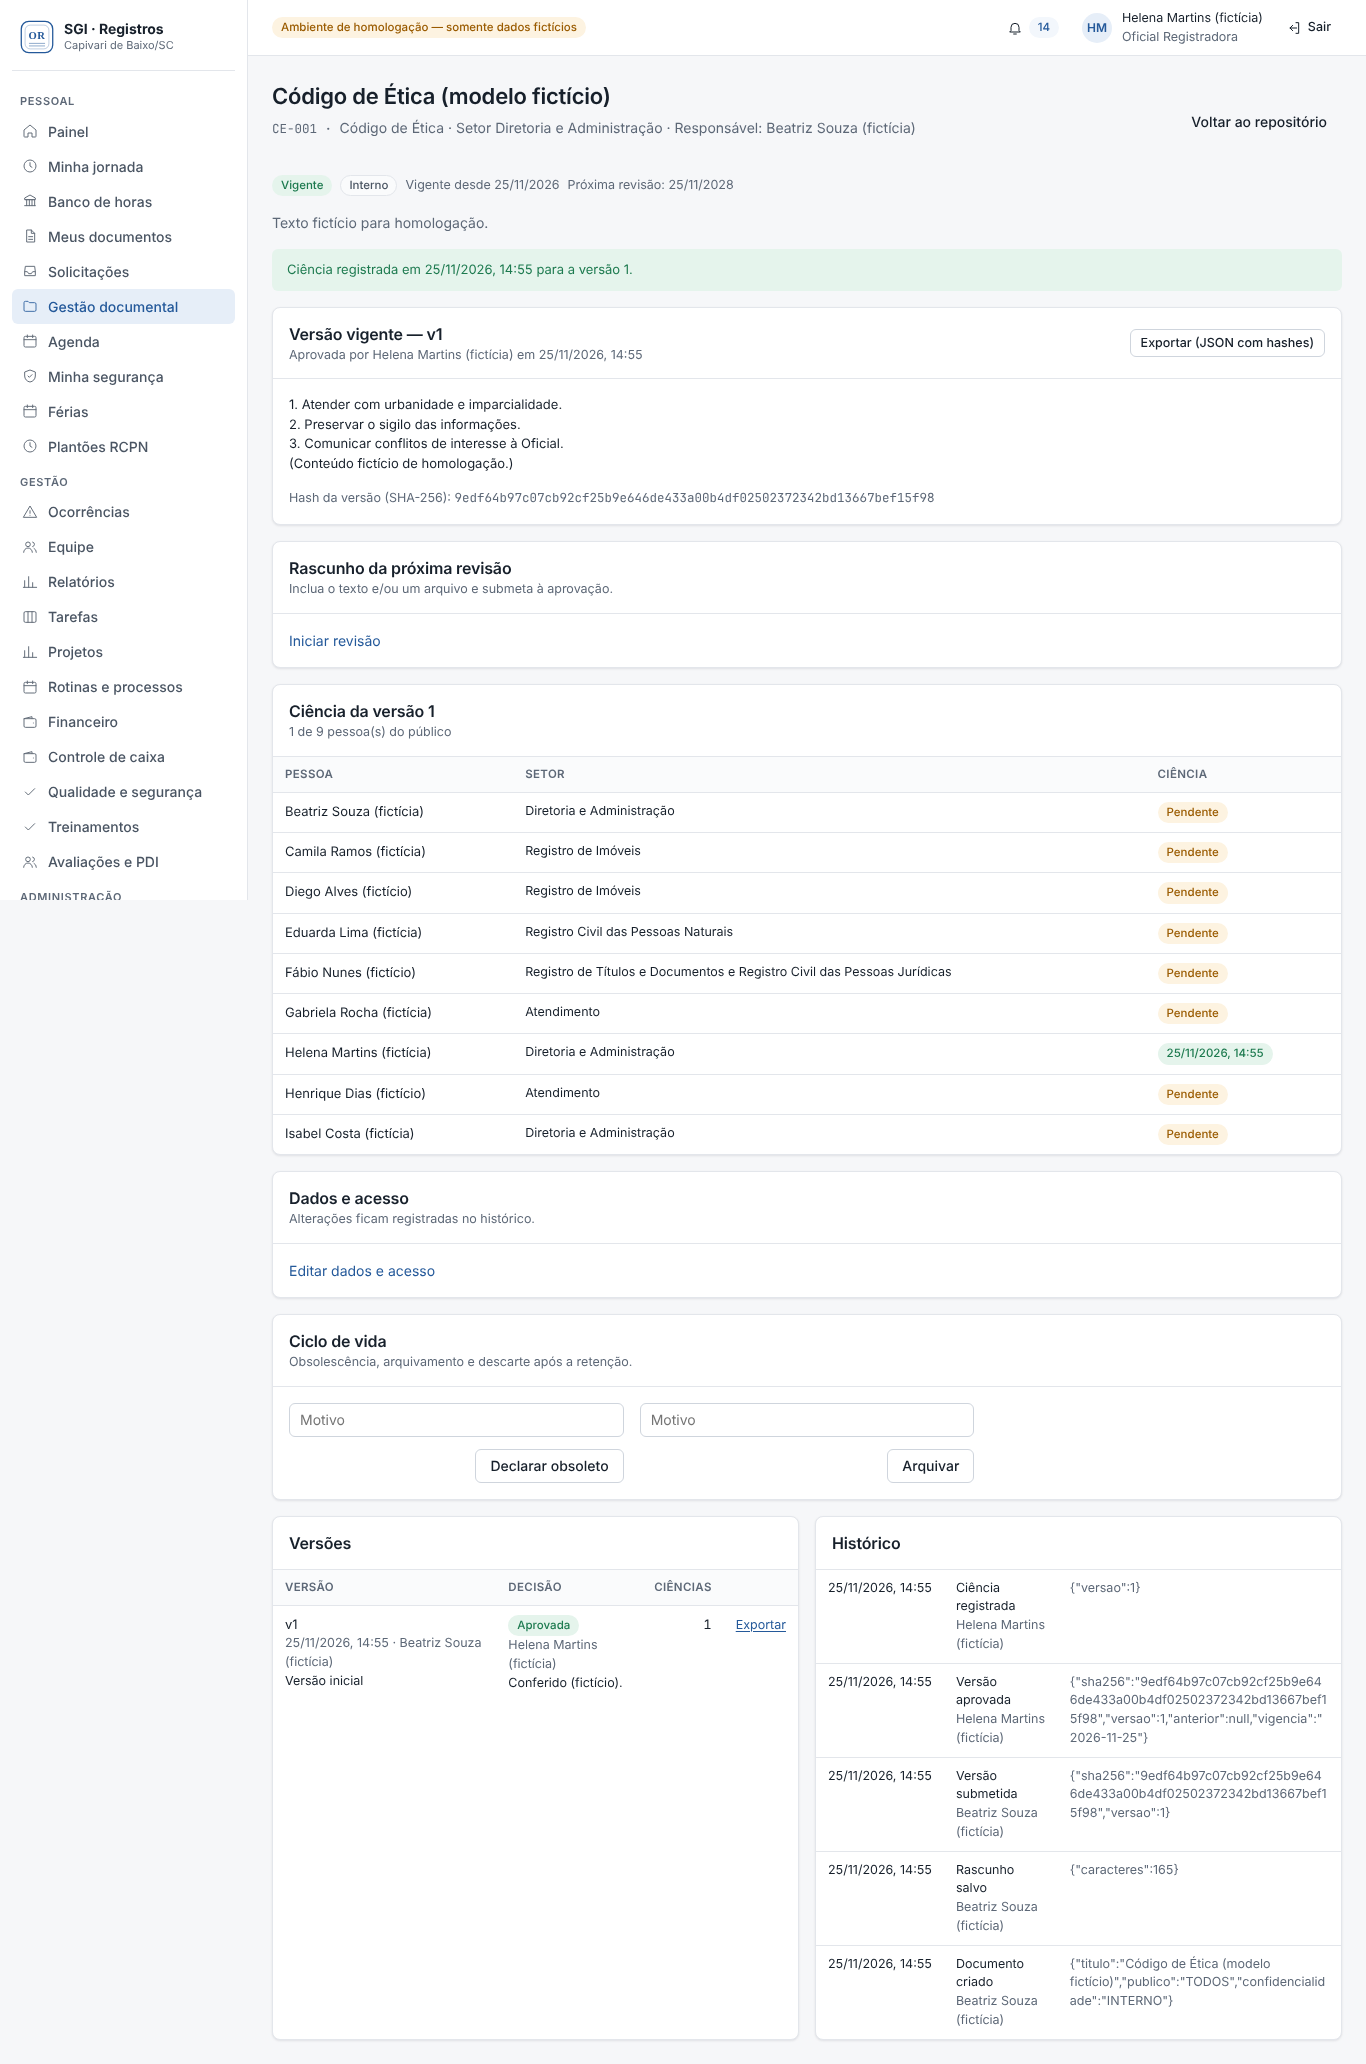 OR
SGI · Registros
Capivari de Baixo/SC
PESSOAL
Painel
Minha jornada
Banco de horas
Meus documentos
Solicitações
Gestão documental
Agenda
Minha segurança
Férias
Plantões RCPN
GESTÃO
Ocorrências
Equipe
Relatórios
Tarefas
Projetos
Rotinas e processos
Financeiro
Controle de caixa
Qualidade e segurança
Treinamentos
Avaliações e PDI
ADMINISTRAÇÃO
Ambiente de homologação — somente dados fictícios
14
HM
Helena Martins (fictícia)
Oficial Registradora
Sair
Código de Ética (modelo fictício)
CE-001 · Código de Ética · Setor Diretoria e Administração · Responsável: Beatriz Souza (fictícia)
Voltar ao repositório
Vigente Interno Vigente desde 25/11/2026 Próxima revisão: 25/11/2028
Texto fictício para homologação.
Ciência registrada em 25/11/2026, 14:55 para a versão 1.
Versão vigente — v1
Aprovada por Helena Martins (fictícia) em 25/11/2026, 14:55
Exportar (JSON com hashes)
1. Atender com urbanidade e imparcialidade.
2. Preservar o sigilo das informações.
3. Comunicar conflitos de interesse à Oficial.
(Conteúdo fictício de homologação.)
Hash da versão (SHA-256): 9edf64b97c07cb92cf25b9e646de433a00b4df02502372342bd13667bef15f98
Rascunho da próxima revisão
Inclua o texto e/ou um arquivo e submeta à aprovação.
Iniciar revisão
Ciência da versão 1
1 de 9 pessoa(s) do público
PESSOA SETOR CIÊNCIA
Beatriz Souza (fictícia) Diretoria e Administração Pendente
Camila Ramos (fictícia) Registro de Imóveis Pendente
Diego Alves (fictício) Registro de Imóveis Pendente
Eduarda Lima (fictícia) Registro Civil das Pessoas Naturais Pendente
Fábio Nunes (fictício) Registro de Títulos e Documentos e Registro Civil das Pessoas Jurídicas Pendente
Gabriela Rocha (fictícia) Atendimento Pendente
Helena Martins (fictícia) Diretoria e Administração 25/11/2026, 14:55
Henrique Dias (fictício) Atendimento Pendente
Isabel Costa (fictícia) Diretoria e Administração Pendente
Dados e acesso
Alterações ficam registradas no histórico.
Editar dados e acesso
Ciclo de vida
Obsolescência, arquivamento e descarte após a retenção.
Motivo Motivo
Declarar obsoleto Arquivar
Versões
VERSÃO DECISÃO CIÊNCIAS
v1 Aprovada 1 Exportar
25/11/2026, 14:55 · Beatriz Souza Helena Martins
(fictícia) (fictícia)
Versão inicial Conferido (fictício).
Histórico
25/11/2026, 14:55 Ciência {"versao":1}
registrada
Helena Martins
(fictícia)
25/11/2026, 14:55 Versão {"sha256":"9edf64b97c07cb92cf25b9e64
aprovada 6de433a00b4df02502372342bd13667bef1
Helena Martins 5f98","versao":1,"anterior":null,"vigencia":"
(fictícia) 2026-11-25"}
25/11/2026, 14:55 Versão {"sha256":"9edf64b97c07cb92cf25b9e64
submetida 6de433a00b4df02502372342bd13667bef1
Beatriz Souza 5f98","versao":1}
(fictícia)
25/11/2026, 14:55 Rascunho {"caracteres":165}
salvo
Beatriz Souza
(fictícia)
25/11/2026, 14:55 Documento {"titulo":"Código de Ética (modelo
criado fictício)","publico":"TODOS","confidencialid
Beatriz Souza ade":"INTERNO"}
(fictícia)